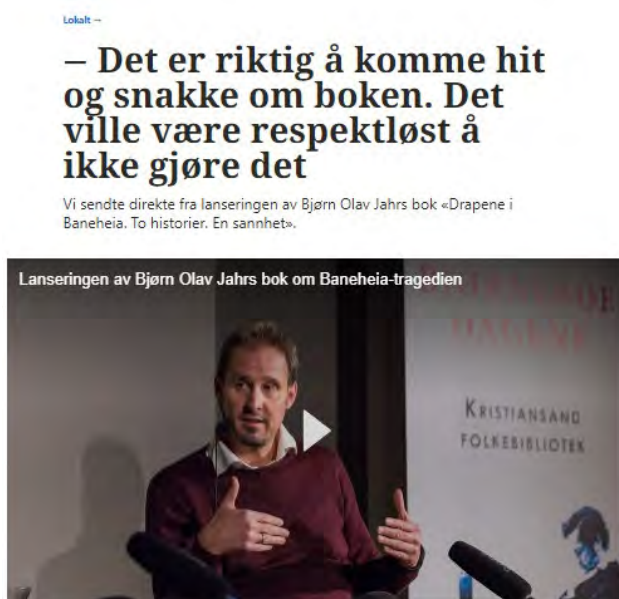 Lokalt →
– Det er riktig å komme hit
og snakke om boken. Det
ville være respektløst å
ikke gjøre det
Vi sendte direkte fra lanseringen av Bjørn Olav Jahrs bok «Drapene i
Baneheia. To historier. En sannhet».
Lanseringen av Bjørn Olav Jahrs bok om Baneheia-tragedien
DAGENE
KRISTIANSAND
FOLKEBIBLIOTEK